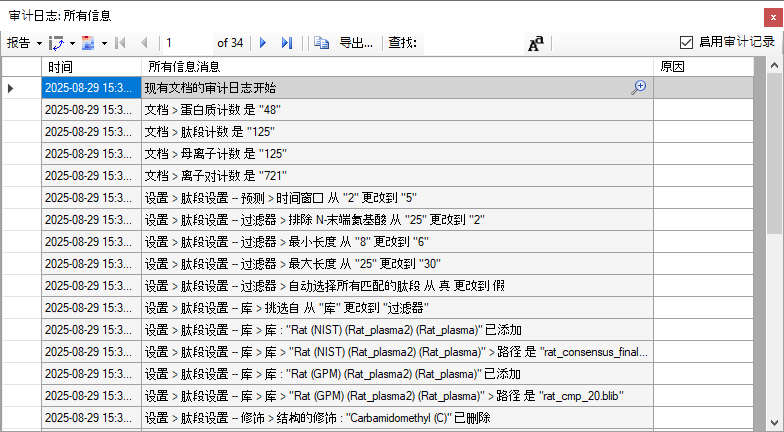 审计日志: 所有信息
报告 1 of 34 导出... 查找: 启用审计记录
时间 所有信息消息 原因
2025-08-29 15:3... 现有文档的审计日志开始
2025-08-29 15:3... 文档 > 蛋白质计数 是 "48"
2025-08-29 15:3... 文档 > 肽段计数 是 "125"
2025-08-29 15:3... 文档 > 母离子计数 是 "125"
2025-08-29 15:3... 文档 > 离子对计数 是 "721"
2025-08-29 15:3... 设置 > 肽段设置 -- 预测 > 时间窗口 从 "2" 更改到 "5"
2025-08-29 15:3... 设置 > 肽段设置 -- 过滤器 > 排除 N-末端氨基酸 从 "25" 更改到 "2"
2025-08-29 15:3... 设置 > 肽段设置 -- 过滤器 > 最小长度 从 "8" 更改到 "6"
2025-08-29 15:3... 设置 > 肽段设置 -- 过滤器 > 最大长度 从 "25" 更改到 "30"
2025-08-29 15:3... 设置 > 肽段设置 -- 过滤器 > 自动选择所有匹配的肽段 从 真 更改到 假
2025-08-29 15:3... 设置 > 肽段设置 -- 库 > 挑选自 从 "库" 更改到 "过滤器"
2025-08-29 15:3... 设置 > 肽段设置 -- 库 > 库 : "Rat (NIST) (Rat_plasma2) (Rat_plasma)" 已添加
2025-08-29 15:3... 设置 > 肽段设置 -- 库 > 库 > "Rat (NIST) (Rat_plasma2) (Rat_plasma)" > 路径 是 "rat_consensus_final...
2025-08-29 15:3... 设置 > 肽段设置 -- 库 > 库 : "Rat (GPM) (Rat_plasma2) (Rat_plasma)" 已添加
2025-08-29 15:3... 设置 > 肽段设置 -- 库 > 库 > "Rat (GPM) (Rat_plasma2) (Rat_plasma)" > 路径 是 "rat_cmp_20.blib"
2025-08-29 15:3... 设置 > 肽段设置 -- 修饰 > 结构的修饰 : "Carbamidomethyl (C)" 已删除